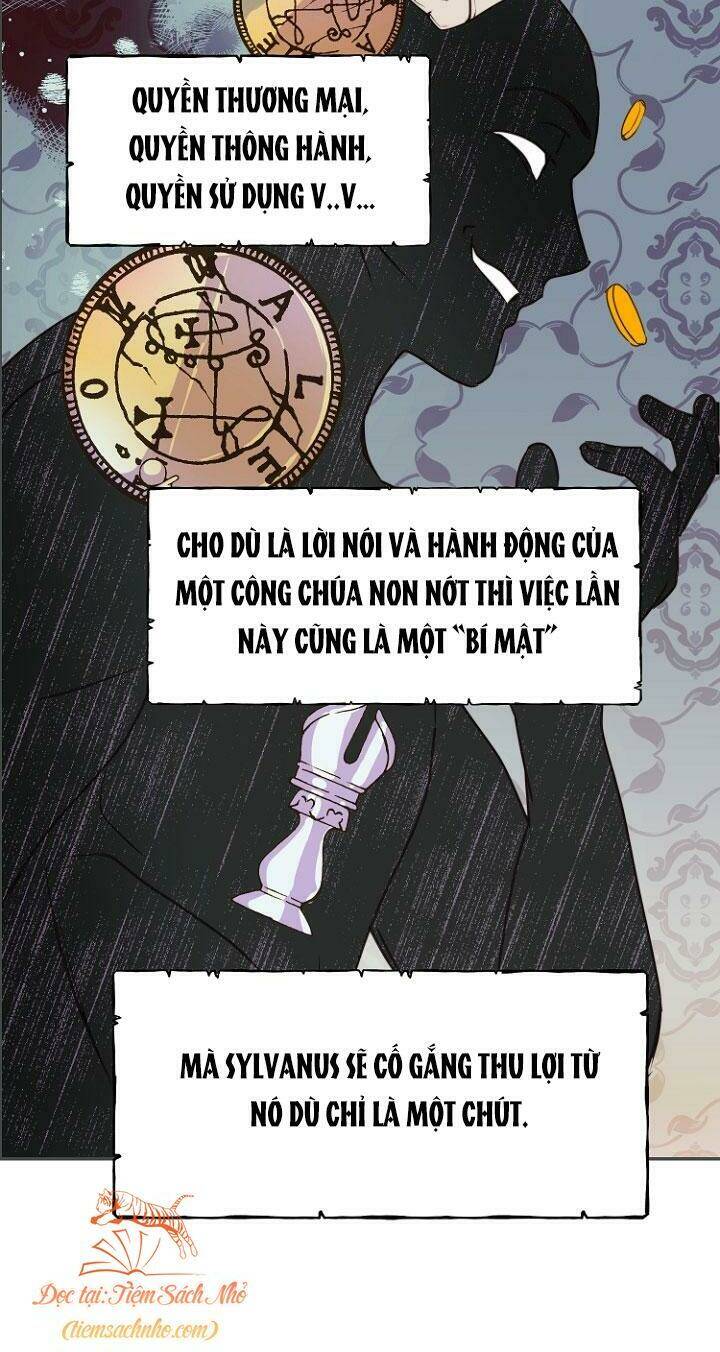 QUYỀN THƯƠNG MẠI,
QUYỀN THÔNG HÀNH,
QUYỀN SỬ DỤNG V..V...
CHO DÙ LÀ LỜI NÓI VÀ HÀNH ĐỘNG CỦA
MỘT CÔNG CHÚA NON NỚT THÌ VIỆC LẦN
NÀY CŨNG LÀ MỘT “BÍ MẬT”
MÀ SYLVANUS SẼ CỐ GẮNG THU LỢI TỪ
NÓ DÙ CHỈ LÀ MỘT CHÚT.
Đọc tại: Tiệm Sách Nhỏ
(tiemsachnho.com)